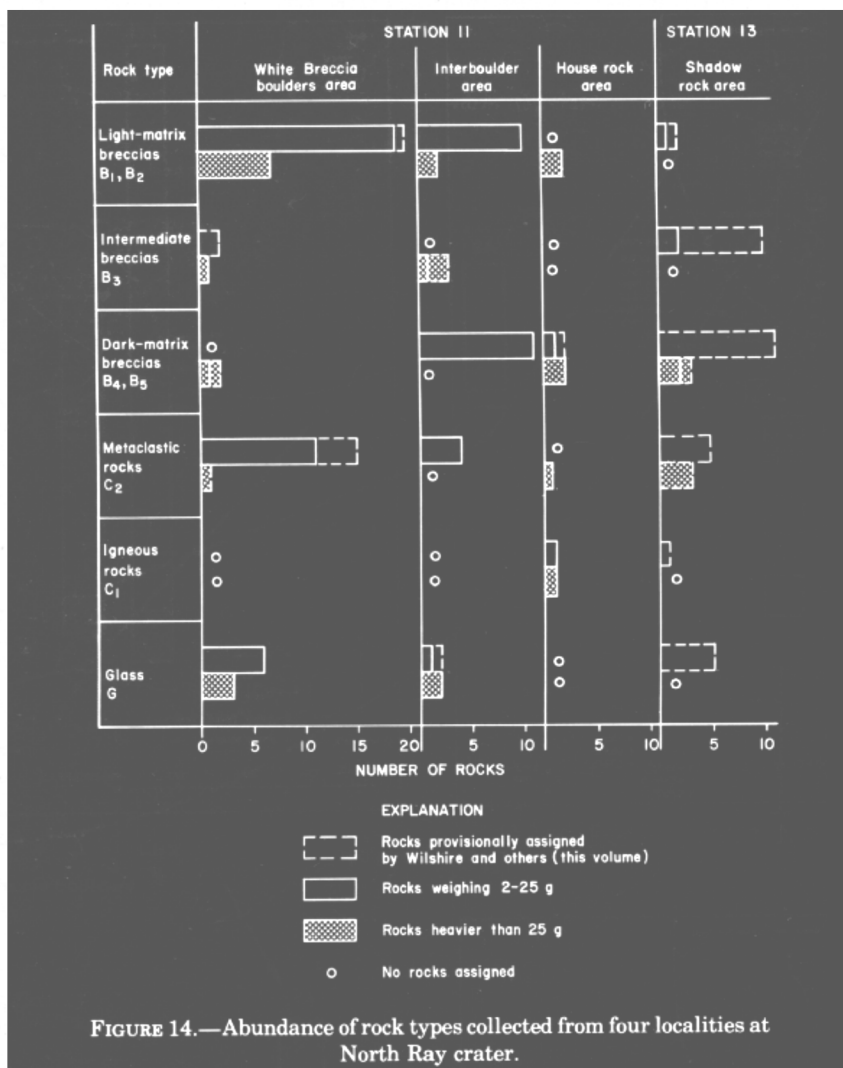 STATION 11
STATION 13
Rock type
White Breccia
boulders area
Interboulder
area
House rock
area
Shadow
rock area
Light-matrix
breccias
B1, B2
Intermediate
breccias
B3
Dark-matrix
breccias
B4, B5
Metaclastic
rocks
C2
Igneous
rocks
C1
Glass
G
0 5 10 15 20 5 10 5 10 5 10
NUMBER OF ROCKS
EXPLANATION
Rocks provisionally assigned
by Wilshire and others (this volume)
Rocks weighing 2-25 g
Rocks heavier than 25 g
No rocks assigned
FIGURE 14.—Abundance of rock types collected from four localities at
North Ray crater.